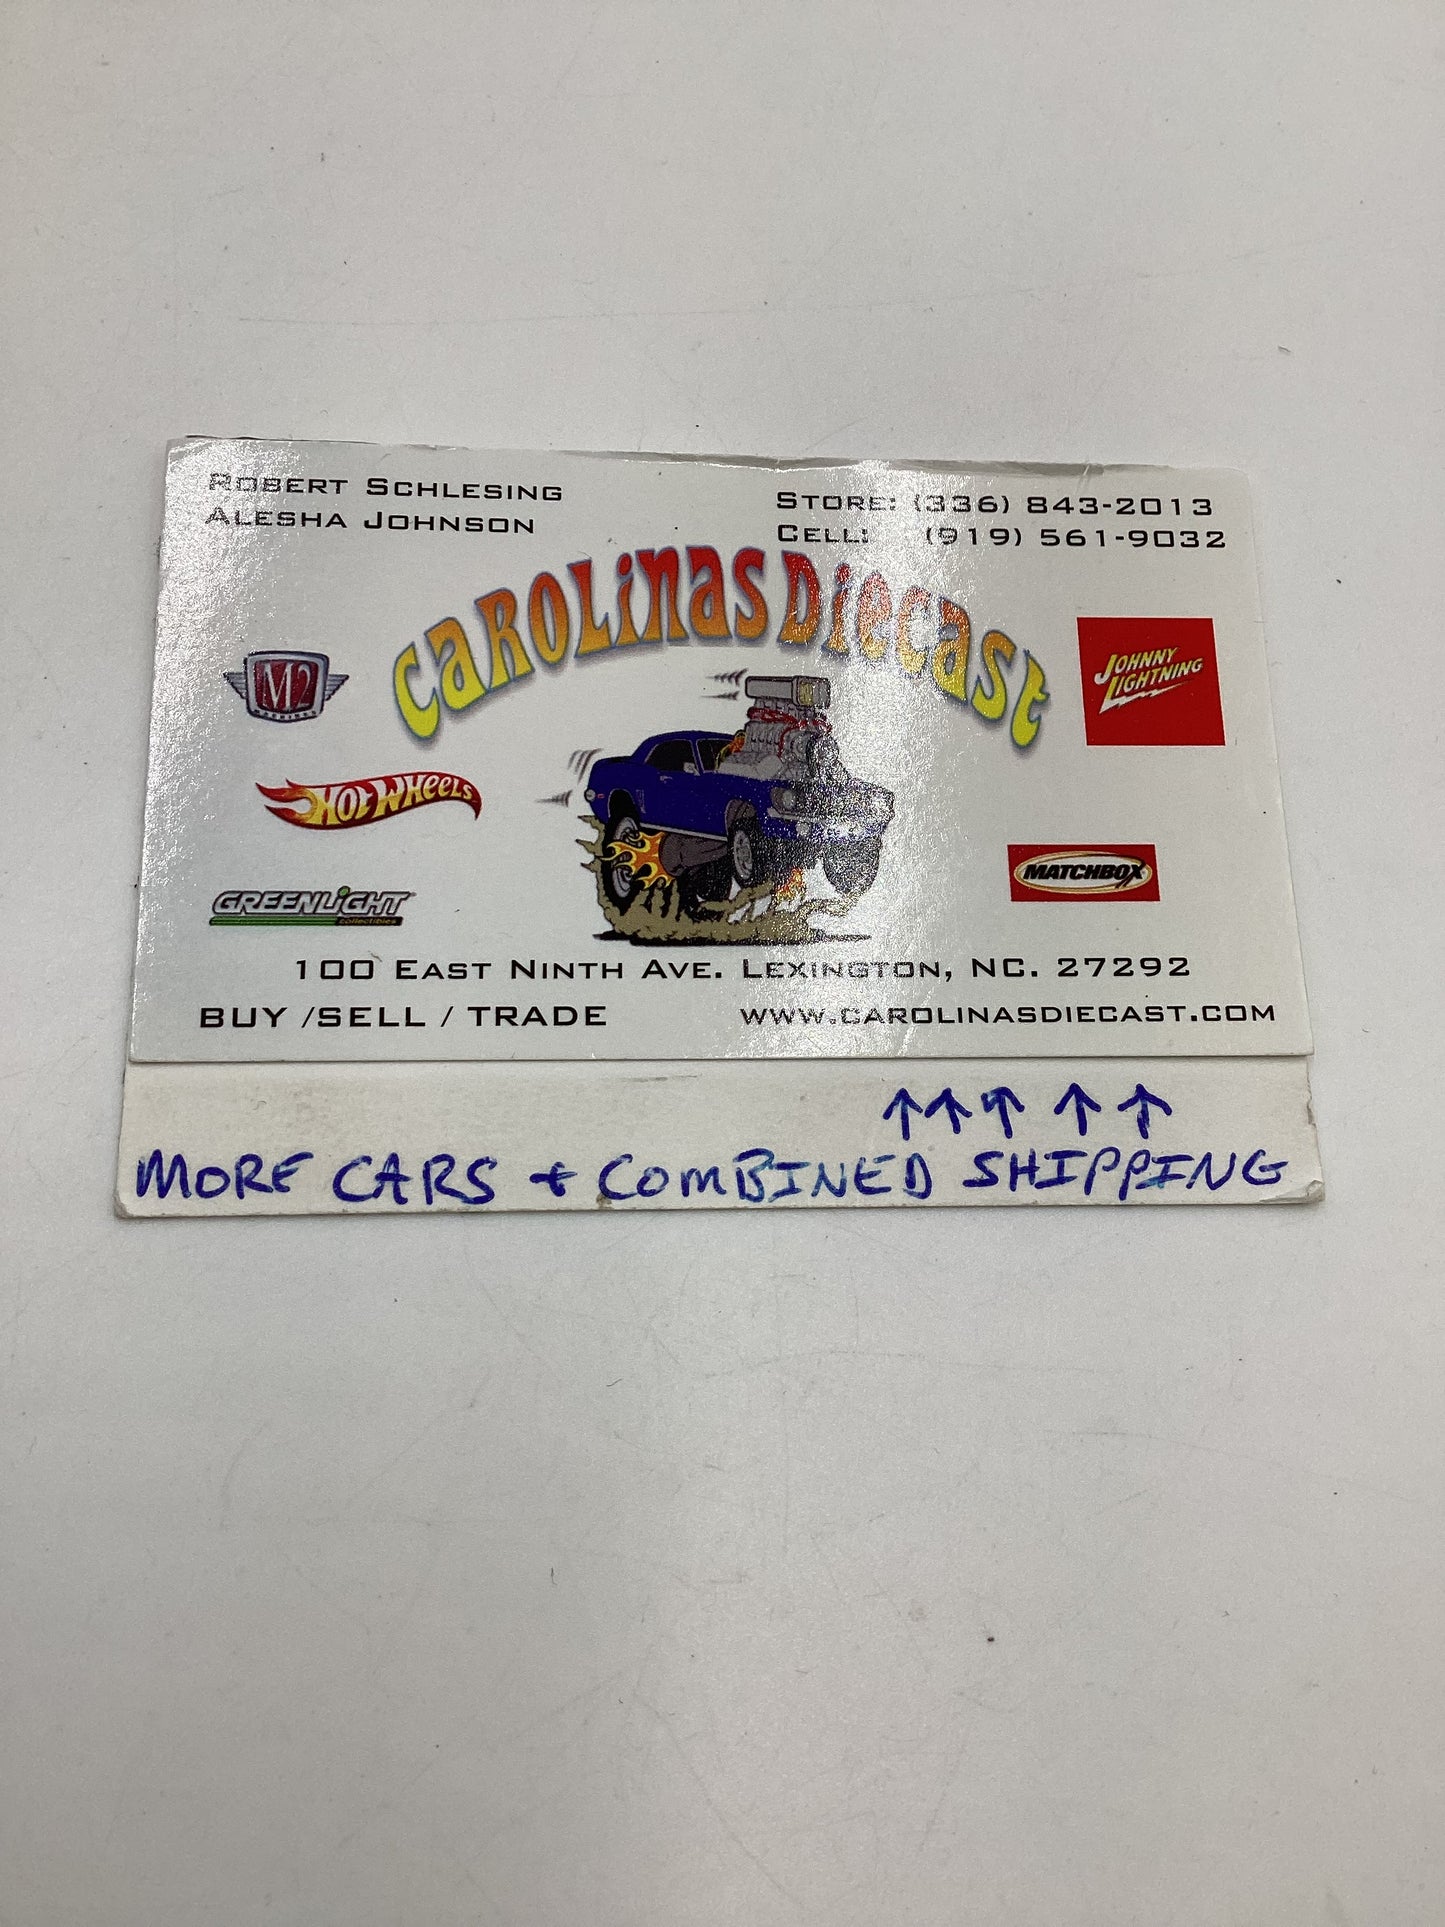 ROBERT SCHLESING
ALESHA JOHNSON
STORE: (336) 843-2013
CELL: (919) 561-9032
CAROLiNAS DiECAST
M2
MACHINES
JOHNNY
LIGHTNING
HOT WHEELS
MATCHBOX
GREENLiGHT
collectibles
100 EAST NINTH AVE. LEXINGTON, NC. 27292
BUY /SELL / TRADE
WWW.CAROLINASDIECAST.COM
↑↑↑↑↑
MORE CARS + COMBINED SHIPPING